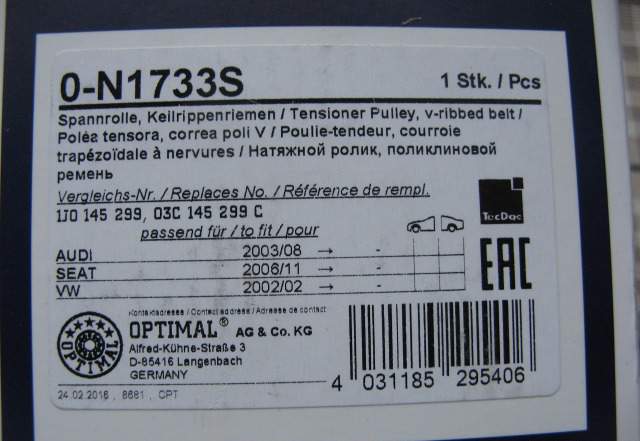 0-N1733S 1 Stk. / Pcs
Spannrolle, Keilrippenriemen / Tensioner Pulley, v-ribbed belt /
Poléa tensora, correa poli V / Poulie-tendeur, courroie
trapézoïdale à nervures / Натяжной ролик, поликлиновой
ремень
Vergleichs-Nr. / Replaces No. / Référence de rempl.
1J0 145 299, 03C 145 299 C
passend für / to fit / pour
TecDoc
AUDI 2003/08 → -
SEAT 2006/11 → -
VW 2002/02 → -
EAC
Kontaktadresse / Contact address / Adresse de contact
OPTIMAL® AG & Co. KG
Alfred-Kühne-Straße 3
D-85416 Langenbach
GERMANY
OPTIMAL
4 031185 295406
24.02.2016, 8681, CPT